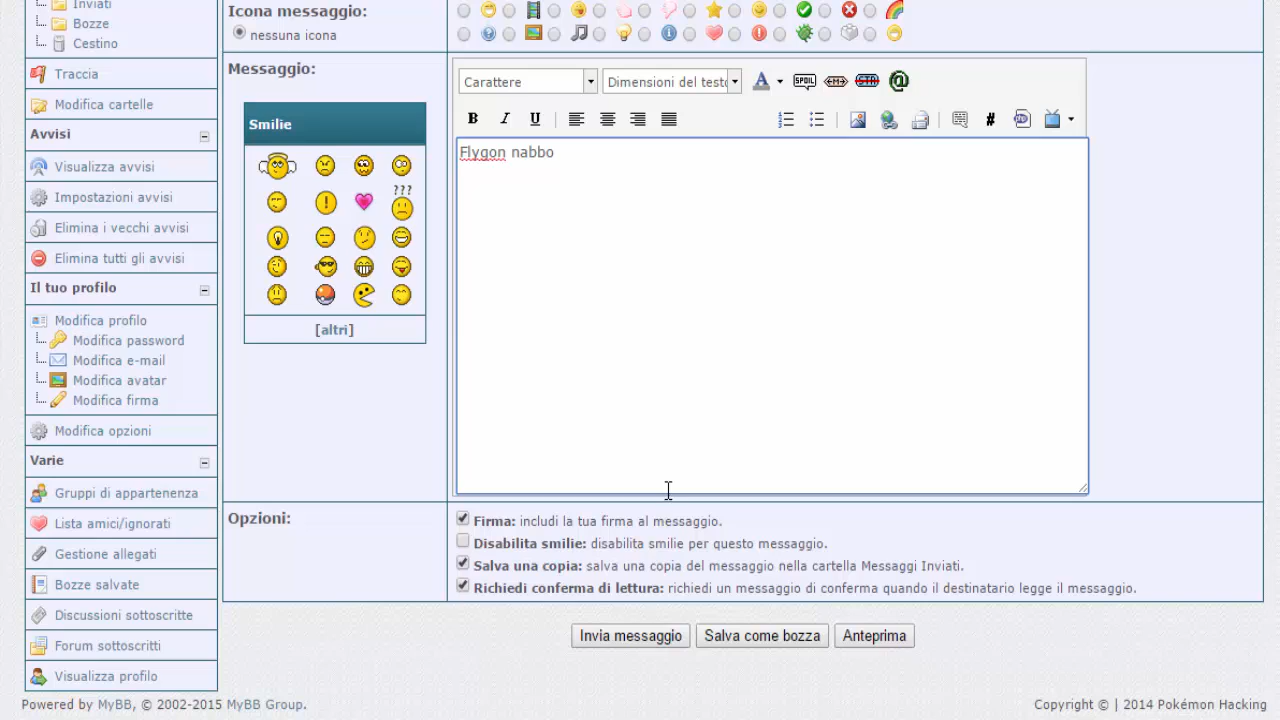 Inviati
Bozze
Cestino
Traccia
Modifica cartelle
Avvisi
Visualizza avvisi
Impostazioni avvisi
Elimina i vecchi avvisi
Elimina tutti gli avvisi
Il tuo profilo
Modifica profilo
Modifica password
Modifica e-mail
Modifica avatar
Modifica firma
Modifica opzioni
Varie
Gruppi di appartenenza
Lista amici/ignorati
Gestione allegati
Bozze salvate
Discussioni sottoscritte
Forum sottoscritti
Visualizza profilo
Icona messaggio:
nessuna icona
Messaggio:
Smilie
???
[altri]
Carattere Dimensioni del testo A SPOIL @
B I U #
Flygon nabbo
Opzioni:
Firma: includi la tua firma al messaggio.
Disabilita smilie: disabilita smilie per questo messaggio.
Salva una copia: salva una copia del messaggio nella cartella Messaggi Inviati.
Richiedi conferma di lettura: richiedi un messaggio di conferma quando il destinatario legge il messaggio.
Invia messaggio Salva come bozza Anteprima
Powered by MyBB, © 2002-2015 MyBB Group. Copyright © | 2014 Pokémon Hacking